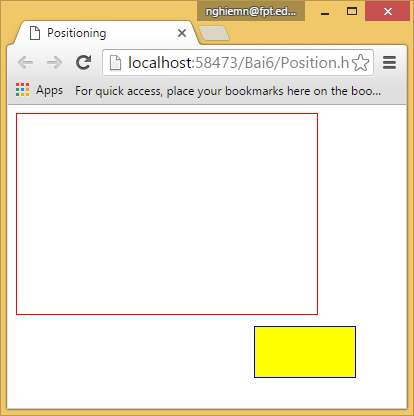 nghiemn@fpt.ed...
Positioning
localhost:58473/Bai6/Position.h
Apps For quick access, place your bookmarks here on the boo...